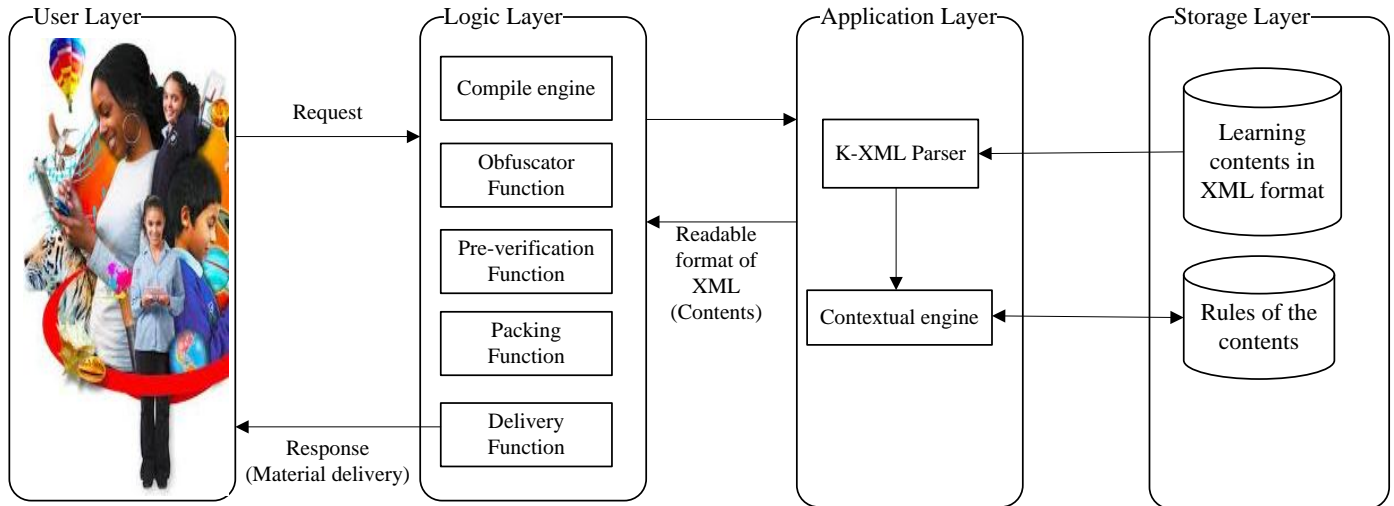 User Layer
Logic Layer
Application Layer
Storage Layer
Request
Compile engine
Obfuscator
Function
Pre-verification
Function
Packing
Function
Delivery
Function
Response
(Material delivery)
Readable
format of
XML
(Contents)
K-XML Parser
Contextual engine
Learning
contents in
XML format
Rules of the
contents